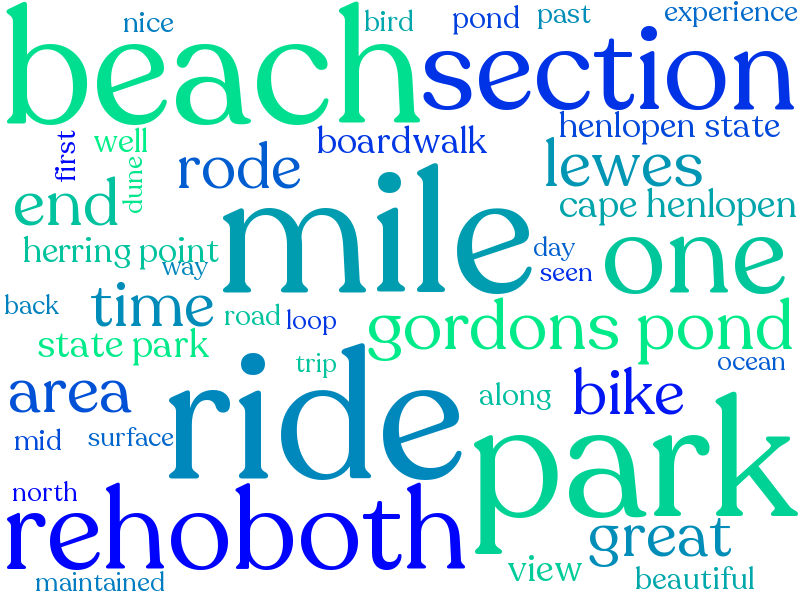 nice
bird
pond
past
experience
beach
section
first
well
dune
boardwalk
henlopen state
rode
lewes
end
cape henlopen
mile
herring point
way
day
seen
one
back
time
road
loop
gordons pond
state park
trip
ocean
area
ride
along
bike
mid
surface
park
north
rehoboth
great
view
maintained
beautiful